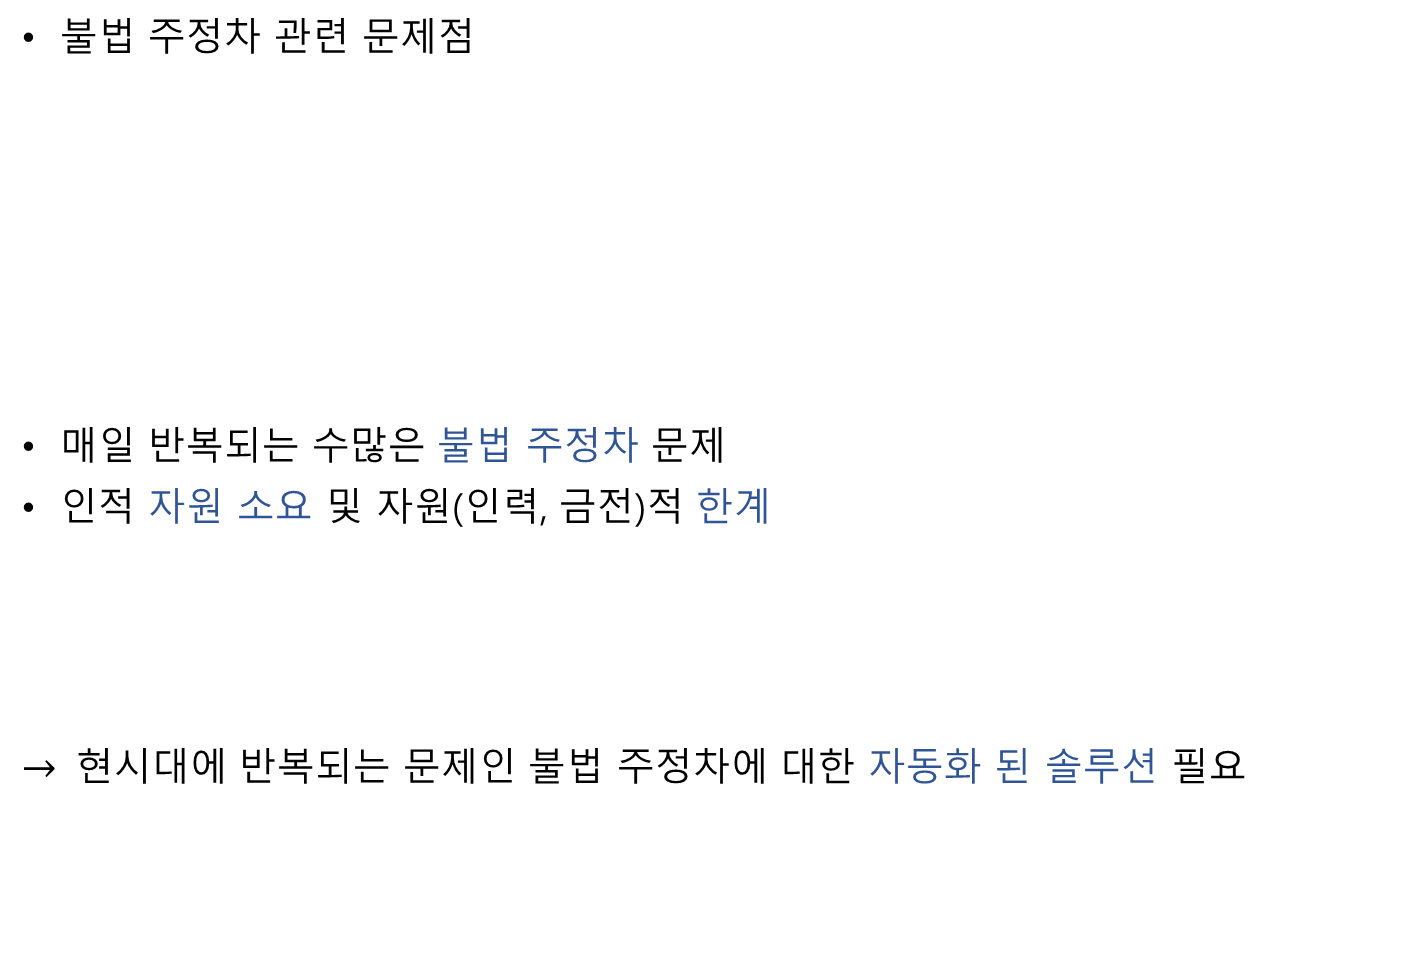 • 불법 주정차 관련 문제점
• 매일 반복되는 수많은 불법 주정차 문제
• 인적 자원 소요 및 자원(인력, 금전)적 한계
→ 현시대에 반복되는 문제인 불법 주정차에 대한 자동화 된 솔루션 필요